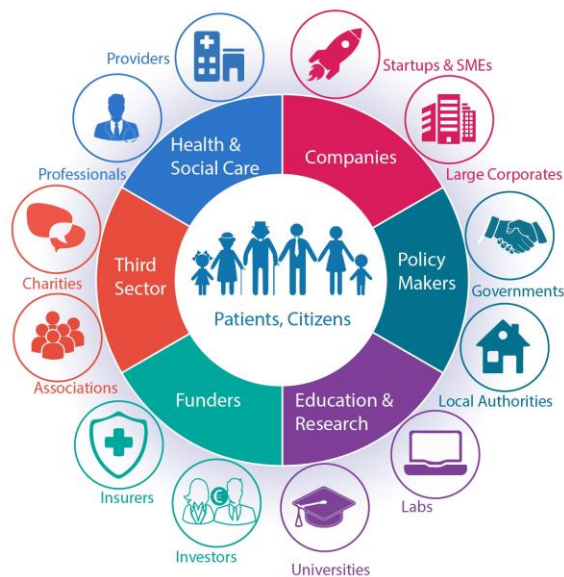 Providers
Startups & SMEs
Professionals
Health &
Social Care
Companies
Large Corporates
Charities
Third
Sector
Policy
Makers
Governments
Patients, Citizens
Associations
Funders
Education &
Research
Local Authorities
Insurers
€
Investors
Universities
Labs